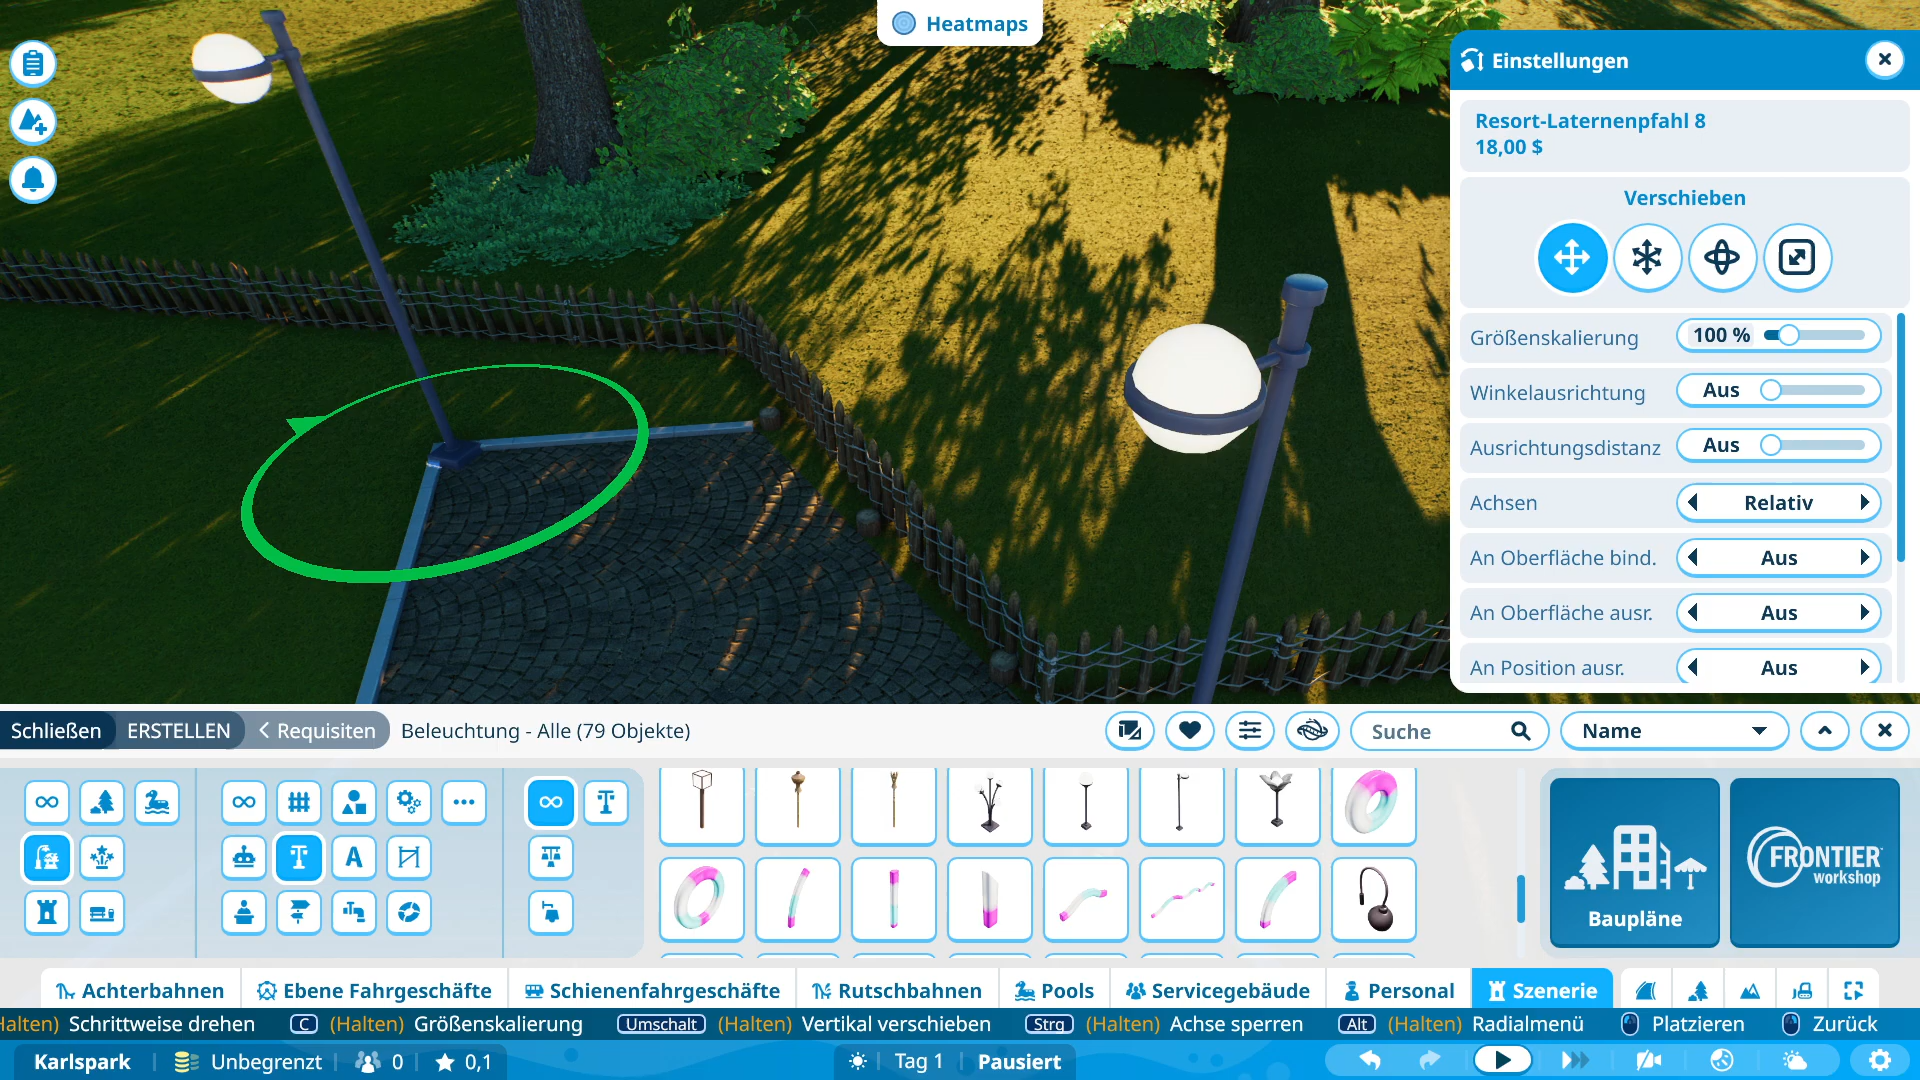 Heatmaps
Einstellungen
Resort-Laternenpfahl 8
18,00 $
Verschieben
Größenskalierung 100 %
Winkelausrichtung Aus
Ausrichtungsdistanz Aus
Achsen Relativ
An Oberfläche bind. Aus
An Oberfläche ausr. Aus
An Position ausr. Aus
Schließen ERSTELLEN Requisiten Beleuchtung - Alle (79 Objekte) Suche Name
Baupläne
FRONTIER
workshop
Achterbahnen Ebene Fahrgeschäfte Schienenfahrgeschäfte Rutschbahnen Pools Servicegebäude Personal Szenerie
Halten) Schrittweise drehen C (Halten) Größenskalierung Umschalt (Halten) Vertikal verschieben Strg (Halten) Achse sperren Alt (Halten) Radialmenü Platzieren Zurück
Karlspark Unbegrenzt 0 0,1 Tag 1 Pausiert